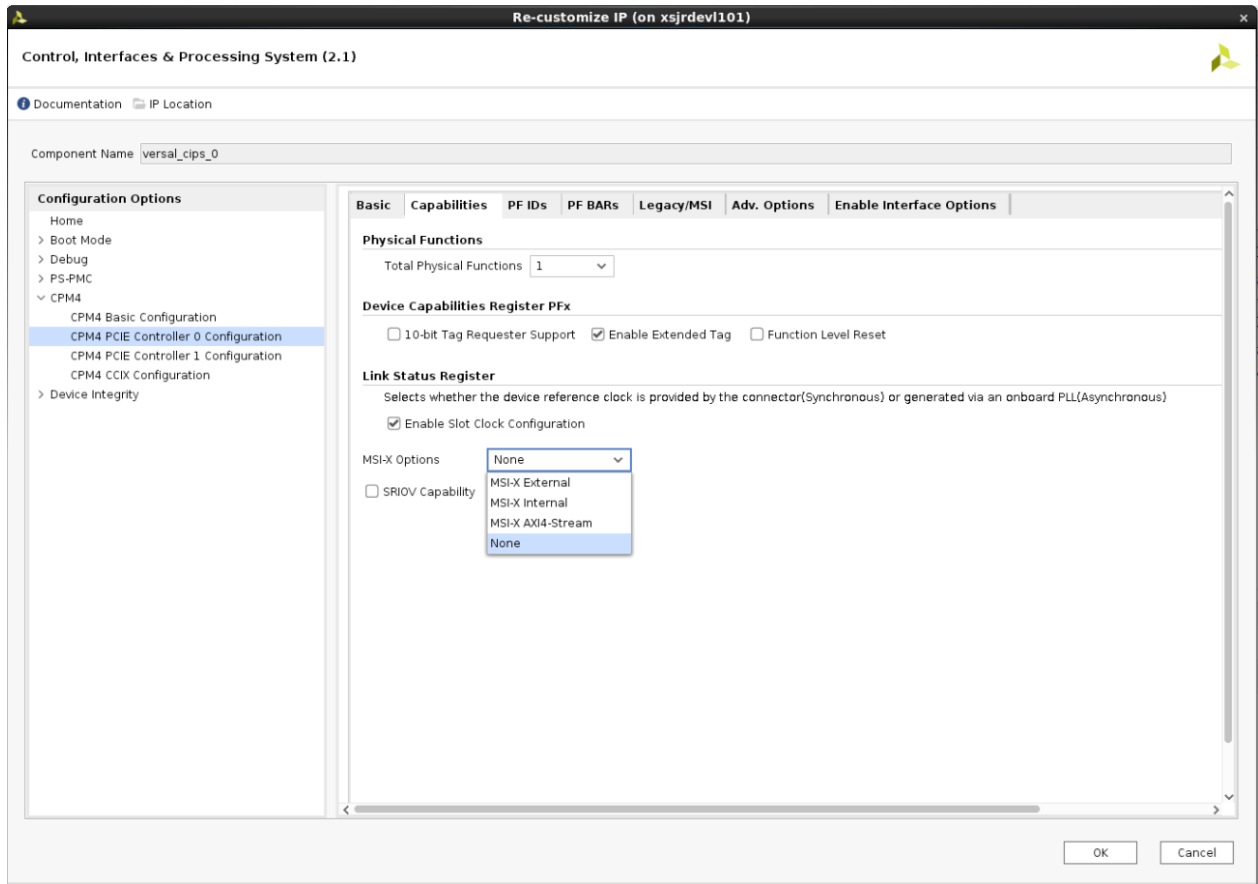 Re-customize IP (on xsjrdevl101)
Control, Interfaces & Processing System (2.1)
Documentation IP Location
Component Name versal_cips_0
Configuration Options
Home
Boot Mode
Debug
PS-PMC
CPM4
CPM4 Basic Configuration
CPM4 PCIE Controller 0 Configuration
CPM4 PCIE Controller 1 Configuration
CPM4 CCIX Configuration
Device Integrity
Basic Capabilities PF IDs PF BARs Legacy/MSI Adv. Options Enable Interface Options
Physical Functions
Total Physical Functions 1
Device Capabilities Register PFx
10-bit Tag Requester Support Enable Extended Tag Function Level Reset
Link Status Register
Selects whether the device reference clock is provided by the connector(Synchronous) or generated via an onboard PLL(Asynchronous)
Enable Slot Clock Configuration
MSI-X Options None
MSI-X External
SRIOV Capability
MSI-X Internal
MSI-X AXI4-Stream
None
OK Cancel